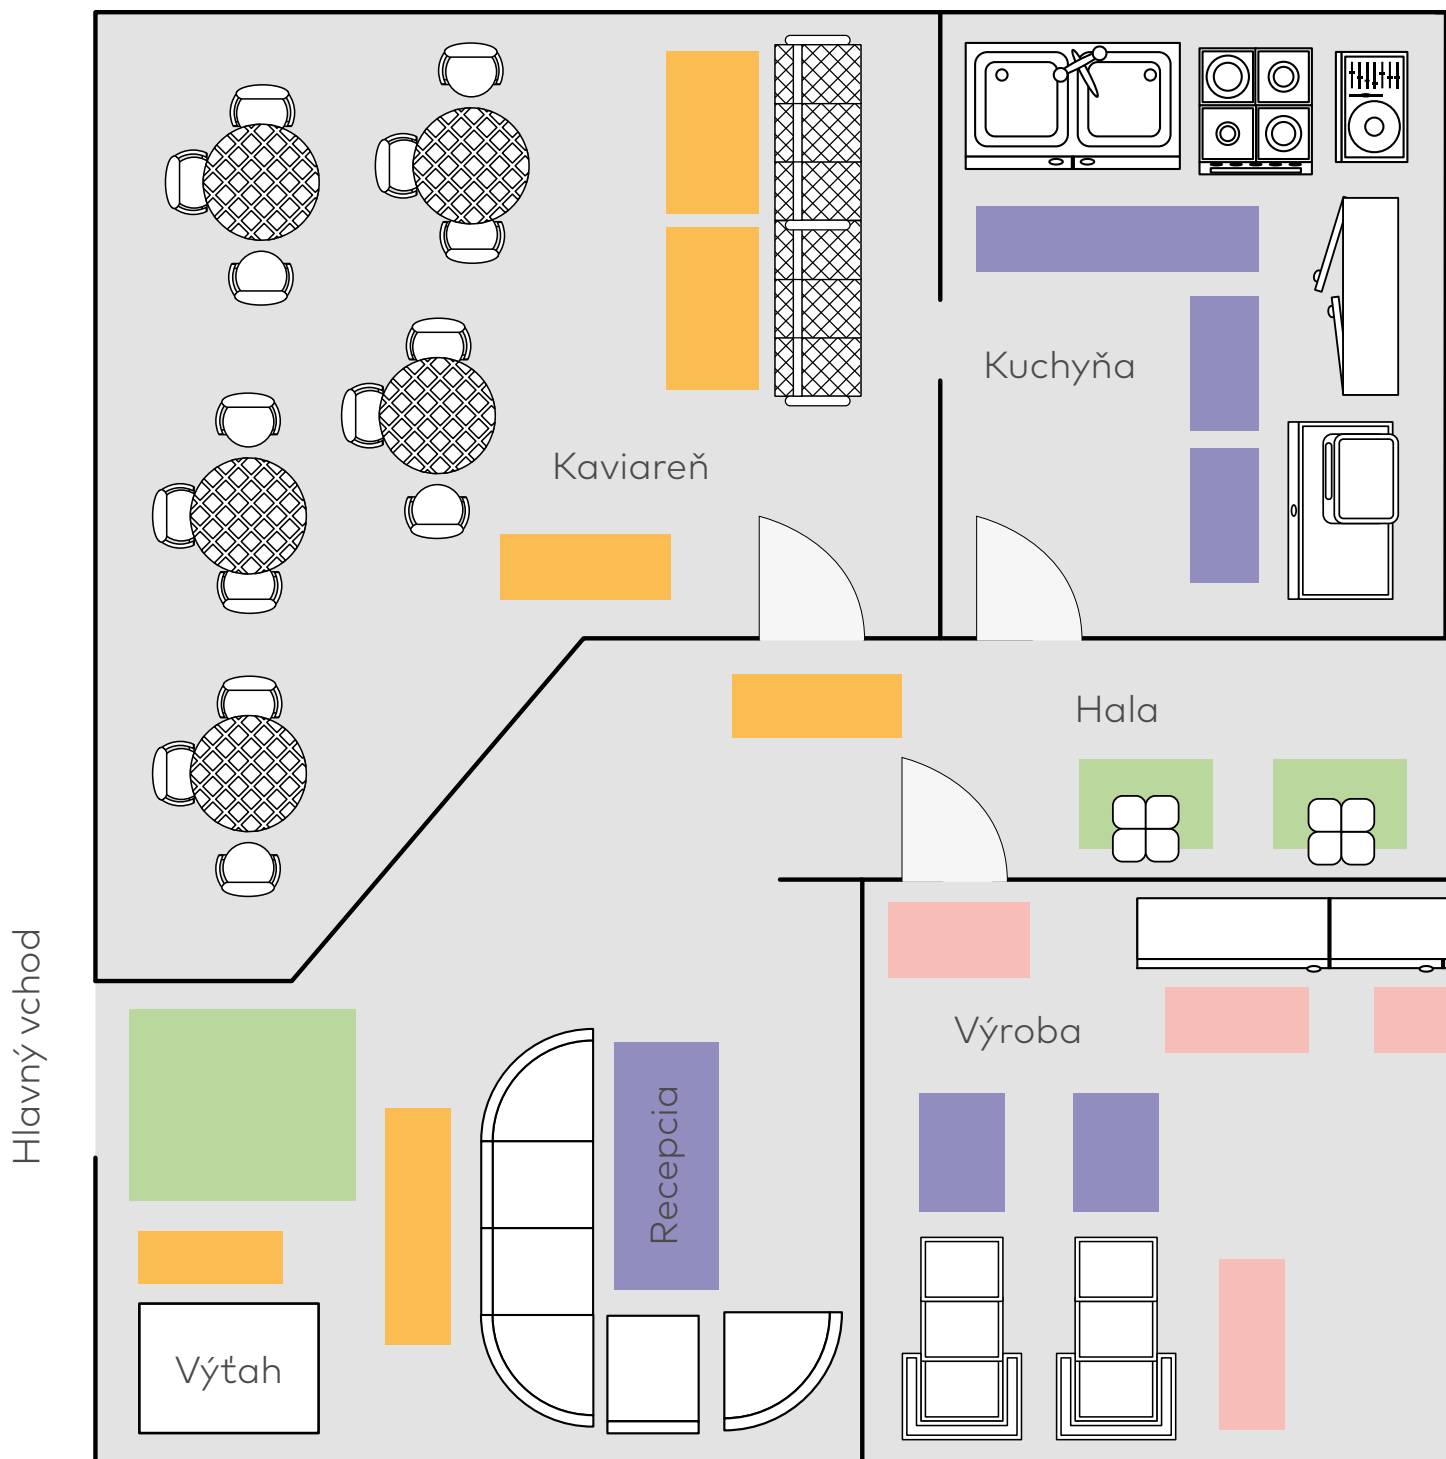 Kuchyňa
Kaviareň
Hala
Hlavný vchod
Výroba
Recepcia
Výťah